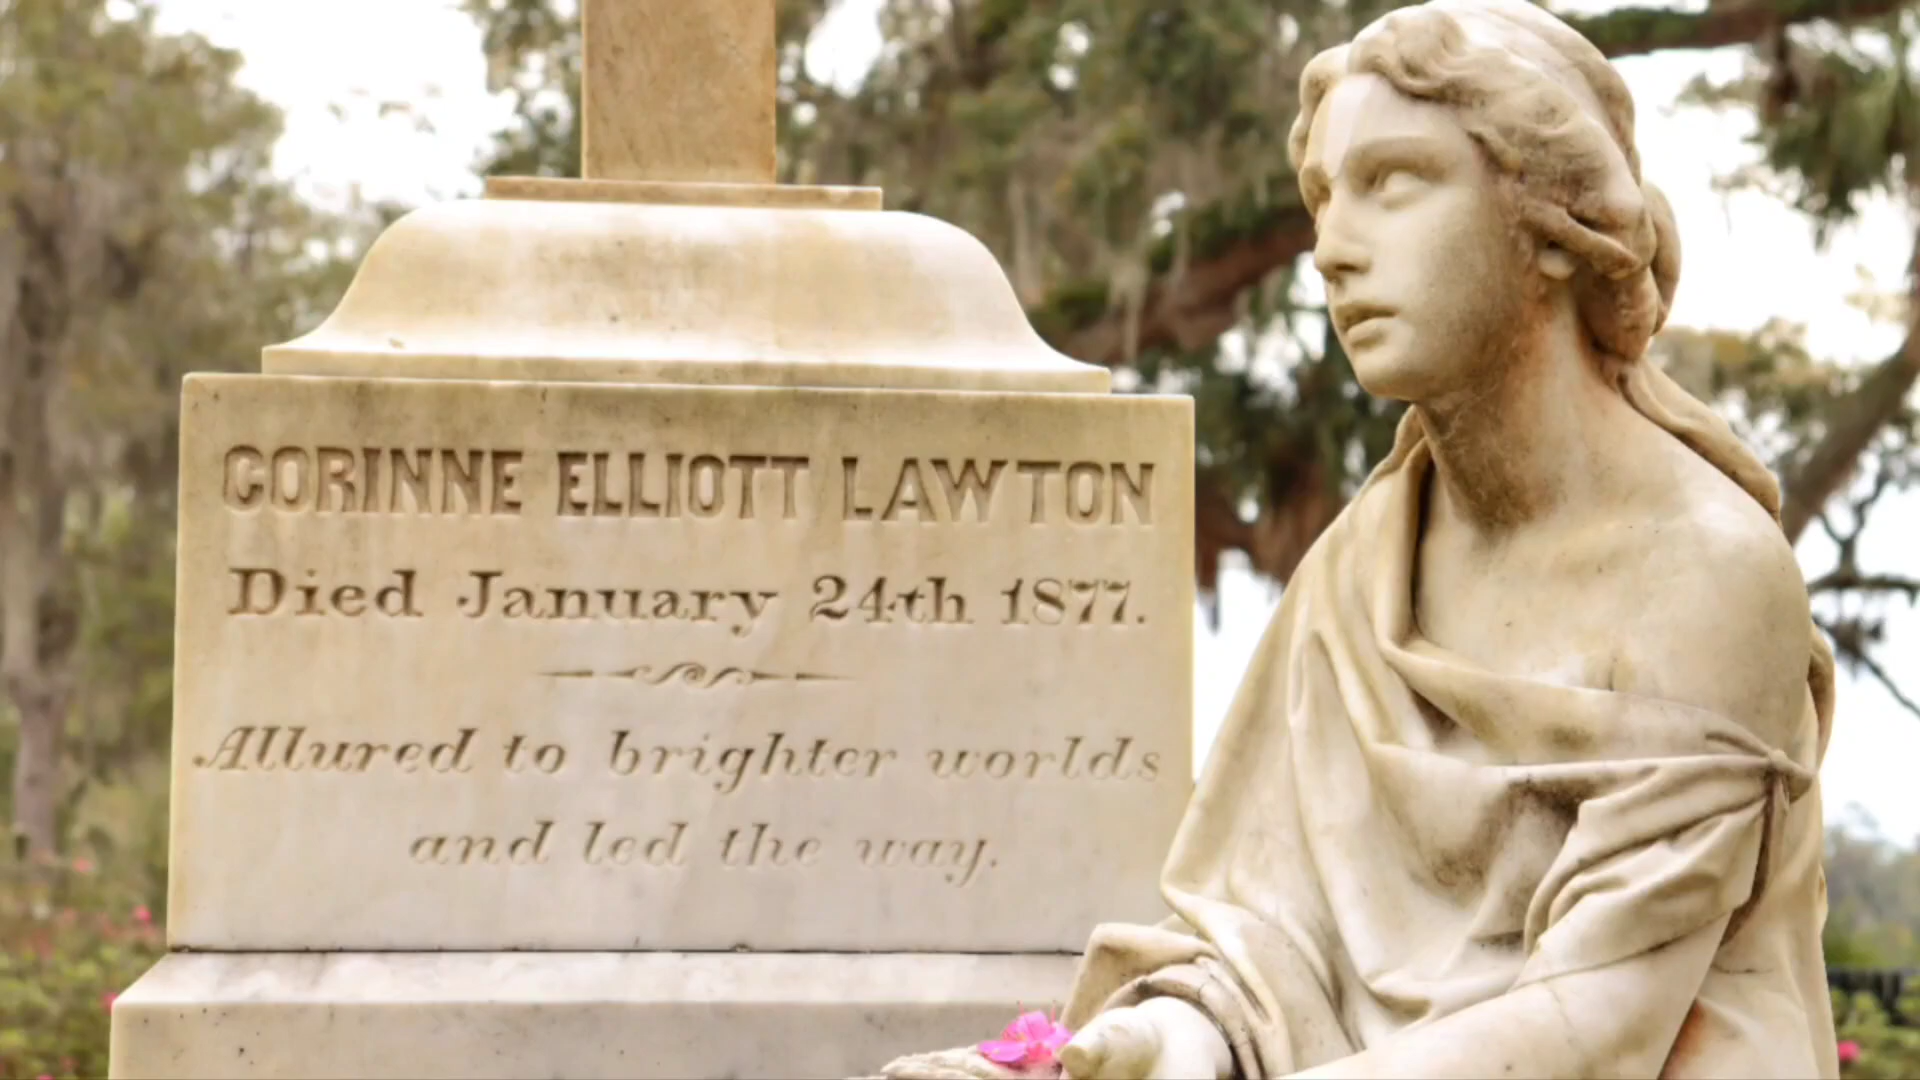 CORINNE ELLIOTT LAWTON
Died January 24th 1877.
Allured to brighter worlds
and led the way.